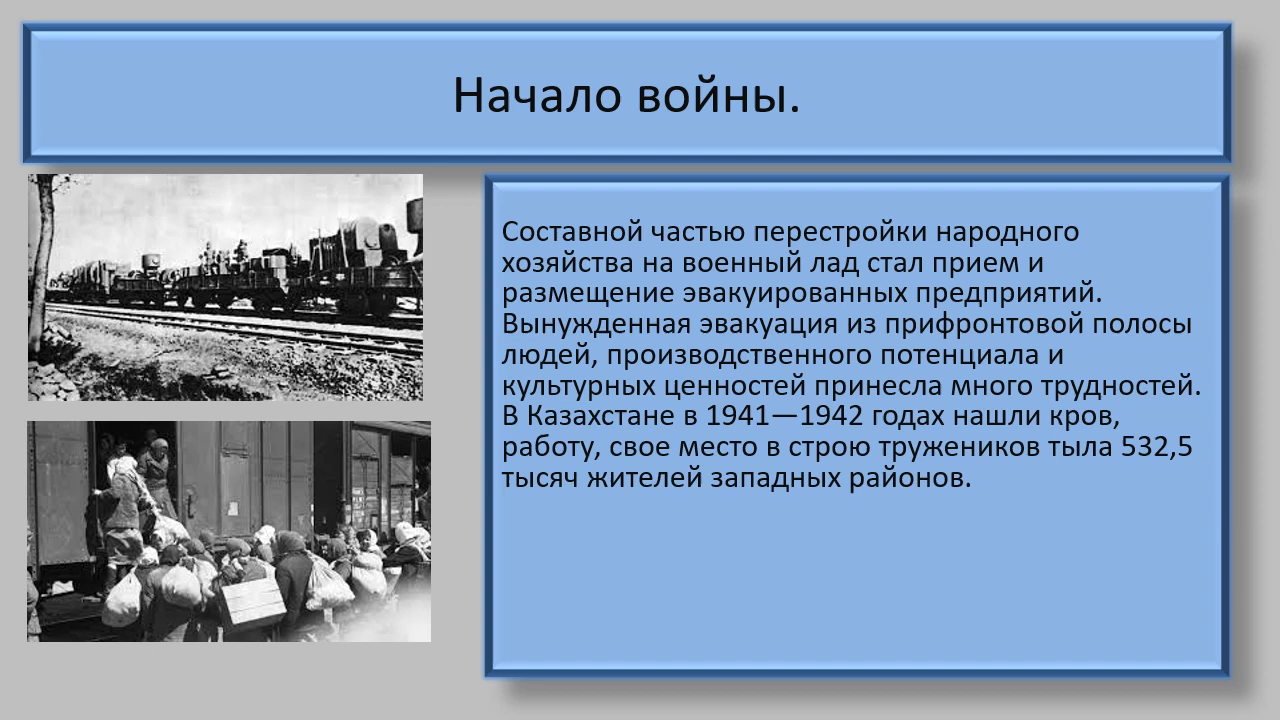 Начало войны.
Составной частью перестройки народного
хозяйства на военный лад стал прием и
размещение эвакуированных предприятий.
Вынужденная эвакуация из прифронтовой полосы
людей, производственного потенциала и
культурных ценностей принесла много трудностей.
В Казахстане в 1941—1942 годах нашли кров,
работу, свое место в строю тружеников тыла 532,5
тысяч жителей западных районов.